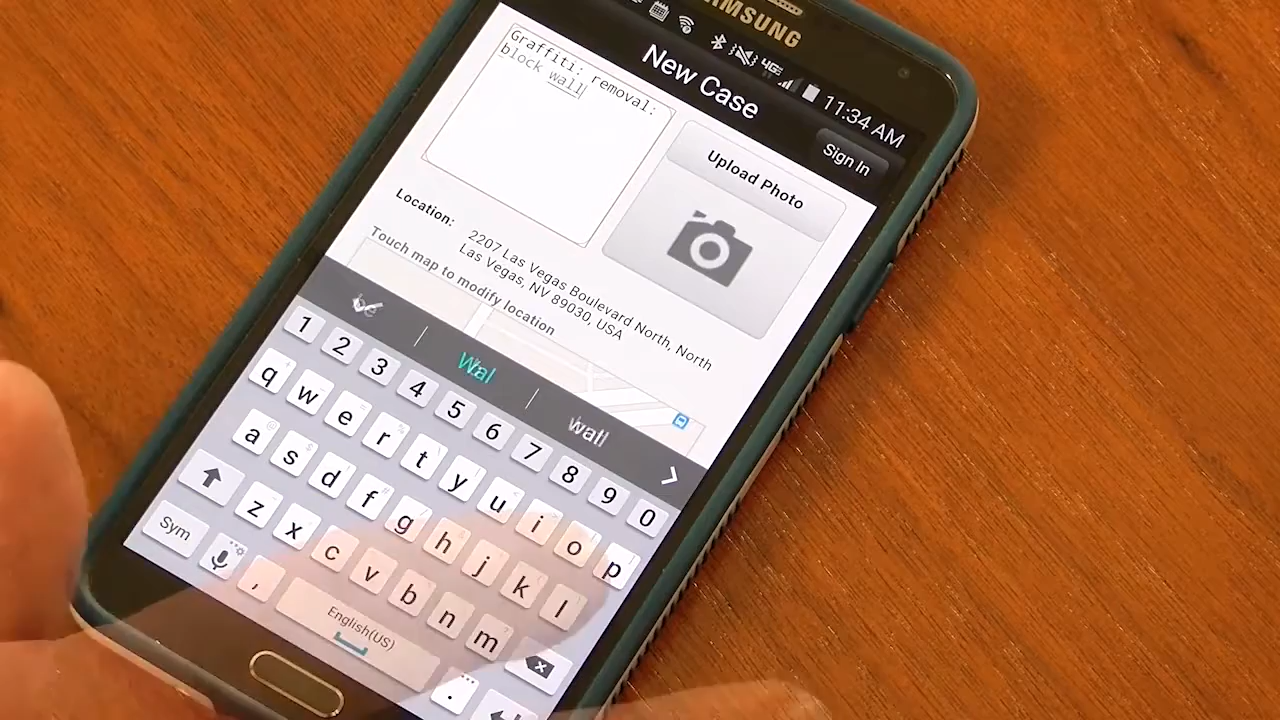 SAMSUNG
4G
11:34 AM
New Case
Sign In
Graffiti: removal:
block wall
Upload Photo
Location:
2207 Las Vegas Boulevard North, North
Las Vegas, NV 89030, USA
Touch map to modify location
Wal
wall
1 2 3 4 5 6 7 8 9 0
q w e r t y u i o p
a s d f g h j k l
z x c v b n m
Sym , English(US) .